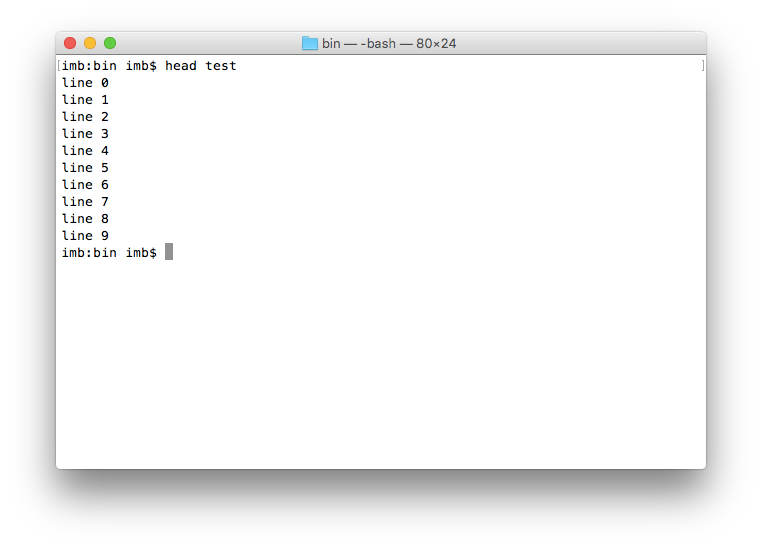 bin — -bash — 80×24
[imb:bin imb$ head test ]
line 0
line 1
line 2
line 3
line 4
line 5
line 6
line 7
line 8
line 9
imb:bin imb$